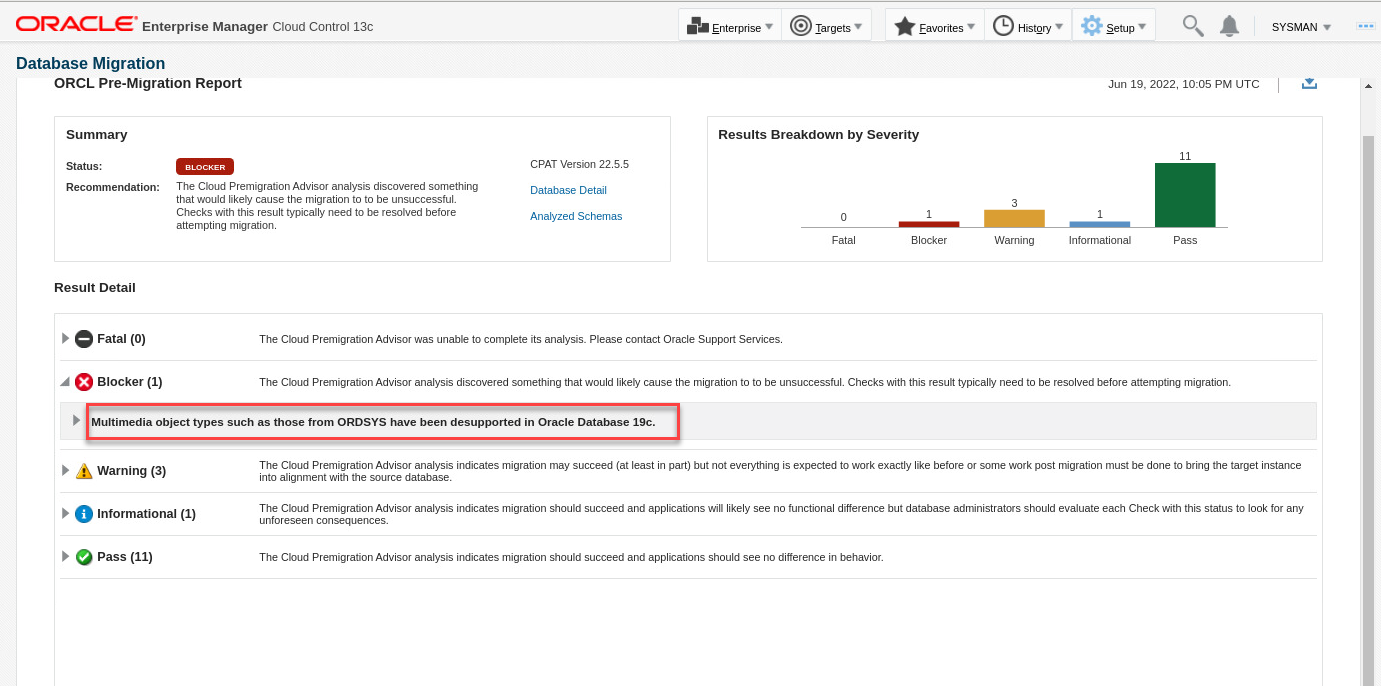 ORACLE® Enterprise Manager Cloud Control 13c
Enterprise
Targets
Favorites
History
Setup
SYSMAN
Database Migration
ORCL Pre-Migration Report
Jun 19, 2022, 10:05 PM UTC
Summary
Status:
BLOCKER
Recommendation:
The Cloud Premigration Advisor analysis discovered something
that would likely cause the migration to to be unsuccessful.
Checks with this result typically need to be resolved before
attempting migration.
CPAT Version 22.5.5
Database Detail
Analyzed Schemas
Results Breakdown by Severity
0
1
3
1
11
Fatal
Blocker
Warning
Informational
Pass
Result Detail
Fatal (0)
The Cloud Premigration Advisor was unable to complete its analysis. Please contact Oracle Support Services.
Blocker (1)
The Cloud Premigration Advisor analysis discovered something that would likely cause the migration to to be unsuccessful. Checks with this result typically need to be resolved before attempting migration.
Multimedia object types such as those from ORDSYS have been desupported in Oracle Database 19c.
Warning (3)
The Cloud Premigration Advisor analysis indicates migration may succeed (at least in part) but not everything is expected to work exactly like before or some work post migration must be done to bring the target instance
into alignment with the source database.
Informational (1)
The Cloud Premigration Advisor analysis indicates migration should succeed and applications will likely see no functional difference but database administrators should evaluate each Check with this status to look for any
unforeseen consequences.
Pass (11)
The Cloud Premigration Advisor analysis indicates migration should succeed and applications should see no difference in behavior.